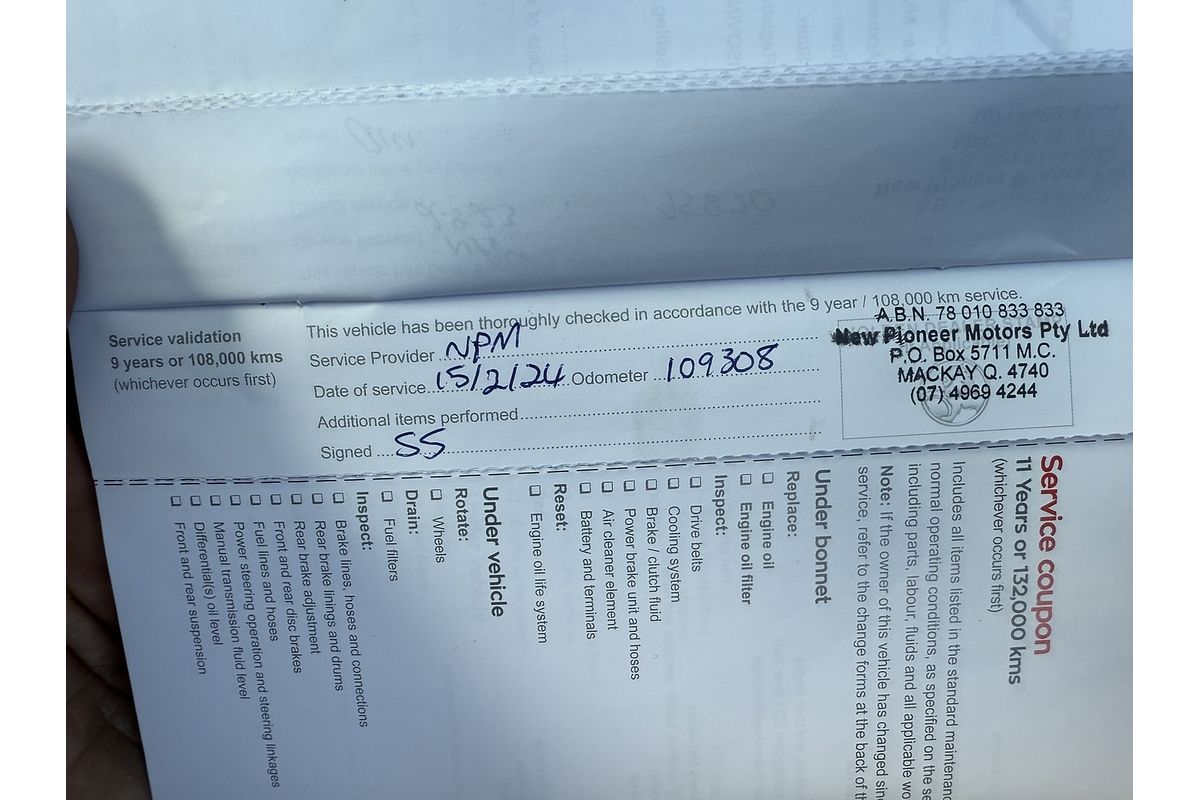 Service validation
9 years or 108,000 kms
(whichever occurs first)
This vehicle has been thoroughly checked in accordance with the 9 year / 108,000 km service.
Service Provider NPM
Date of service 15/2/24 Odometer 109308
Additional items performed
Signed SS
A.B.N. 78 010 833 833
New Pioneer Motors Pty Ltd
P.O. Box 5711 M.C.
MACKAY Q. 4740
(07) 4969 4244
Service coupon
11 Years or 132,000 kms
(whichever occurs first)
Includes all items listed in the standard maintenanc
normal operating conditions, as specified on the se
including parts, labour, fluids and all applicable wo
Note: If the owner of this vehicle has changed sinc
service, refer to the change forms at the back of th
Under bonnet
Replace:
Engine oil
Engine oil filter
Inspect:
Drive belts
Cooling system
Brake / clutch fluid
Power brake unit and hoses
Air cleaner element
Battery and terminals
Reset:
Engine oil life system
Under vehicle
Rotate:
Wheels
Drain:
Fuel filters
Inspect:
Brake lines, hoses and connections
Rear brake linings and drums
Rear brake adjustment
Front and rear disc brakes
Fuel lines and hoses
Power steering operation and steering linkages
Manual transmission fluid level
Differential(s) oil level
Front and rear suspension